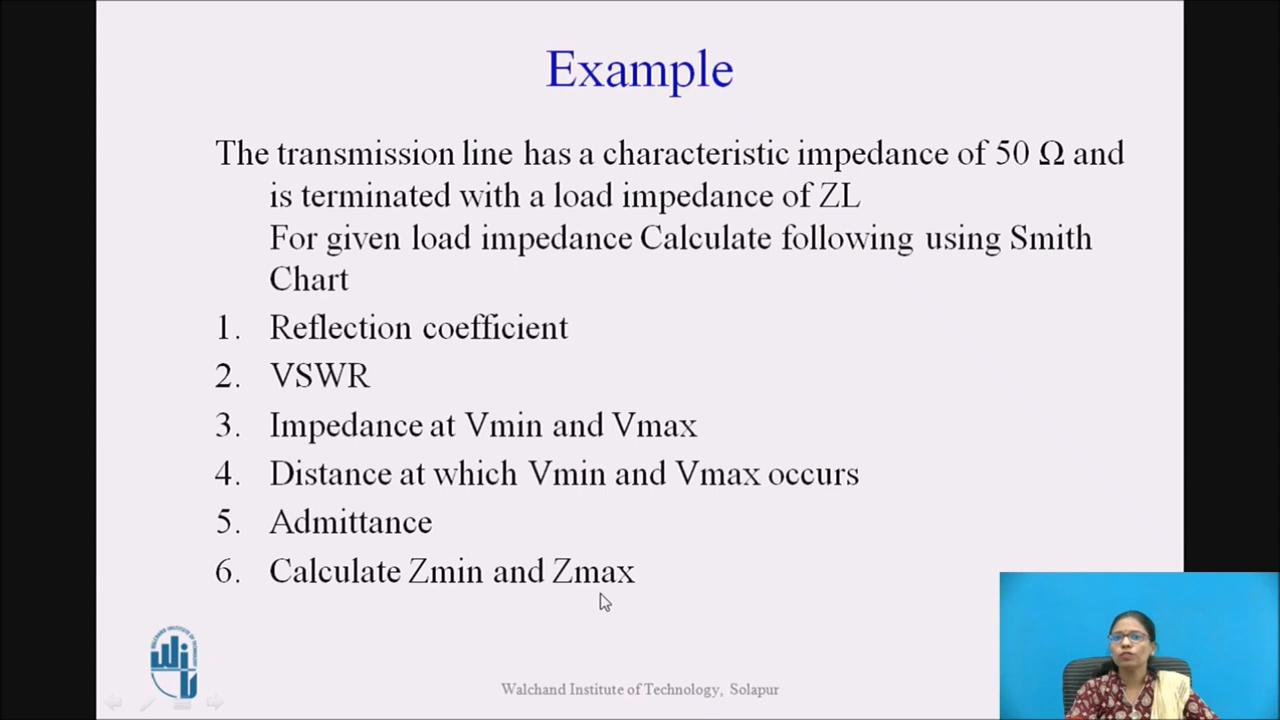 Example
The transmission line has a characteristic impedance of 50 Ω and
is terminated with a load impedance of ZL
For given load impedance Calculate following using Smith
Chart
1. Reflection coefficient
2. VSWR
3. Impedance at Vmin and Vmax
4. Distance at which Vmin and Vmax occurs
5. Admittance
6. Calculate Zmin and Zmax
Walchand Institute of Technology, Solapur